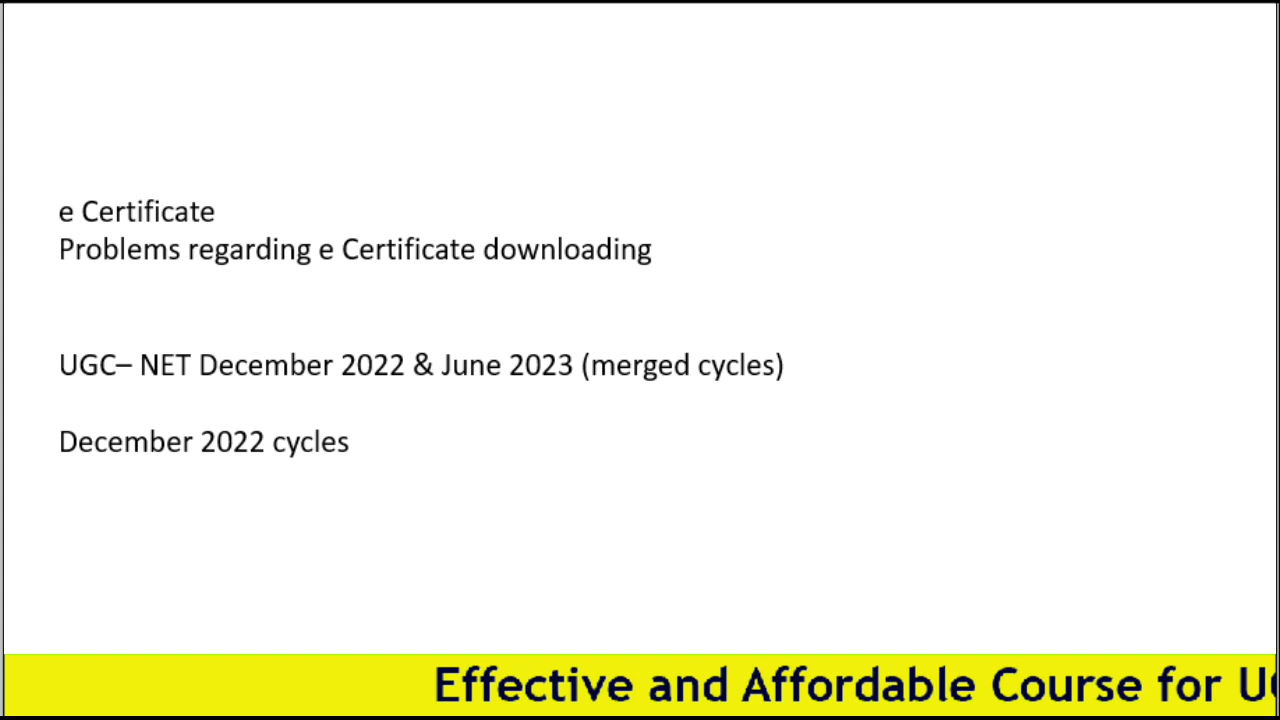 e Certificate
Problems regarding e Certificate downloading
UGC– NET December 2022 & June 2023 (merged cycles)
December 2022 cycles
Effective and Affordable Course for